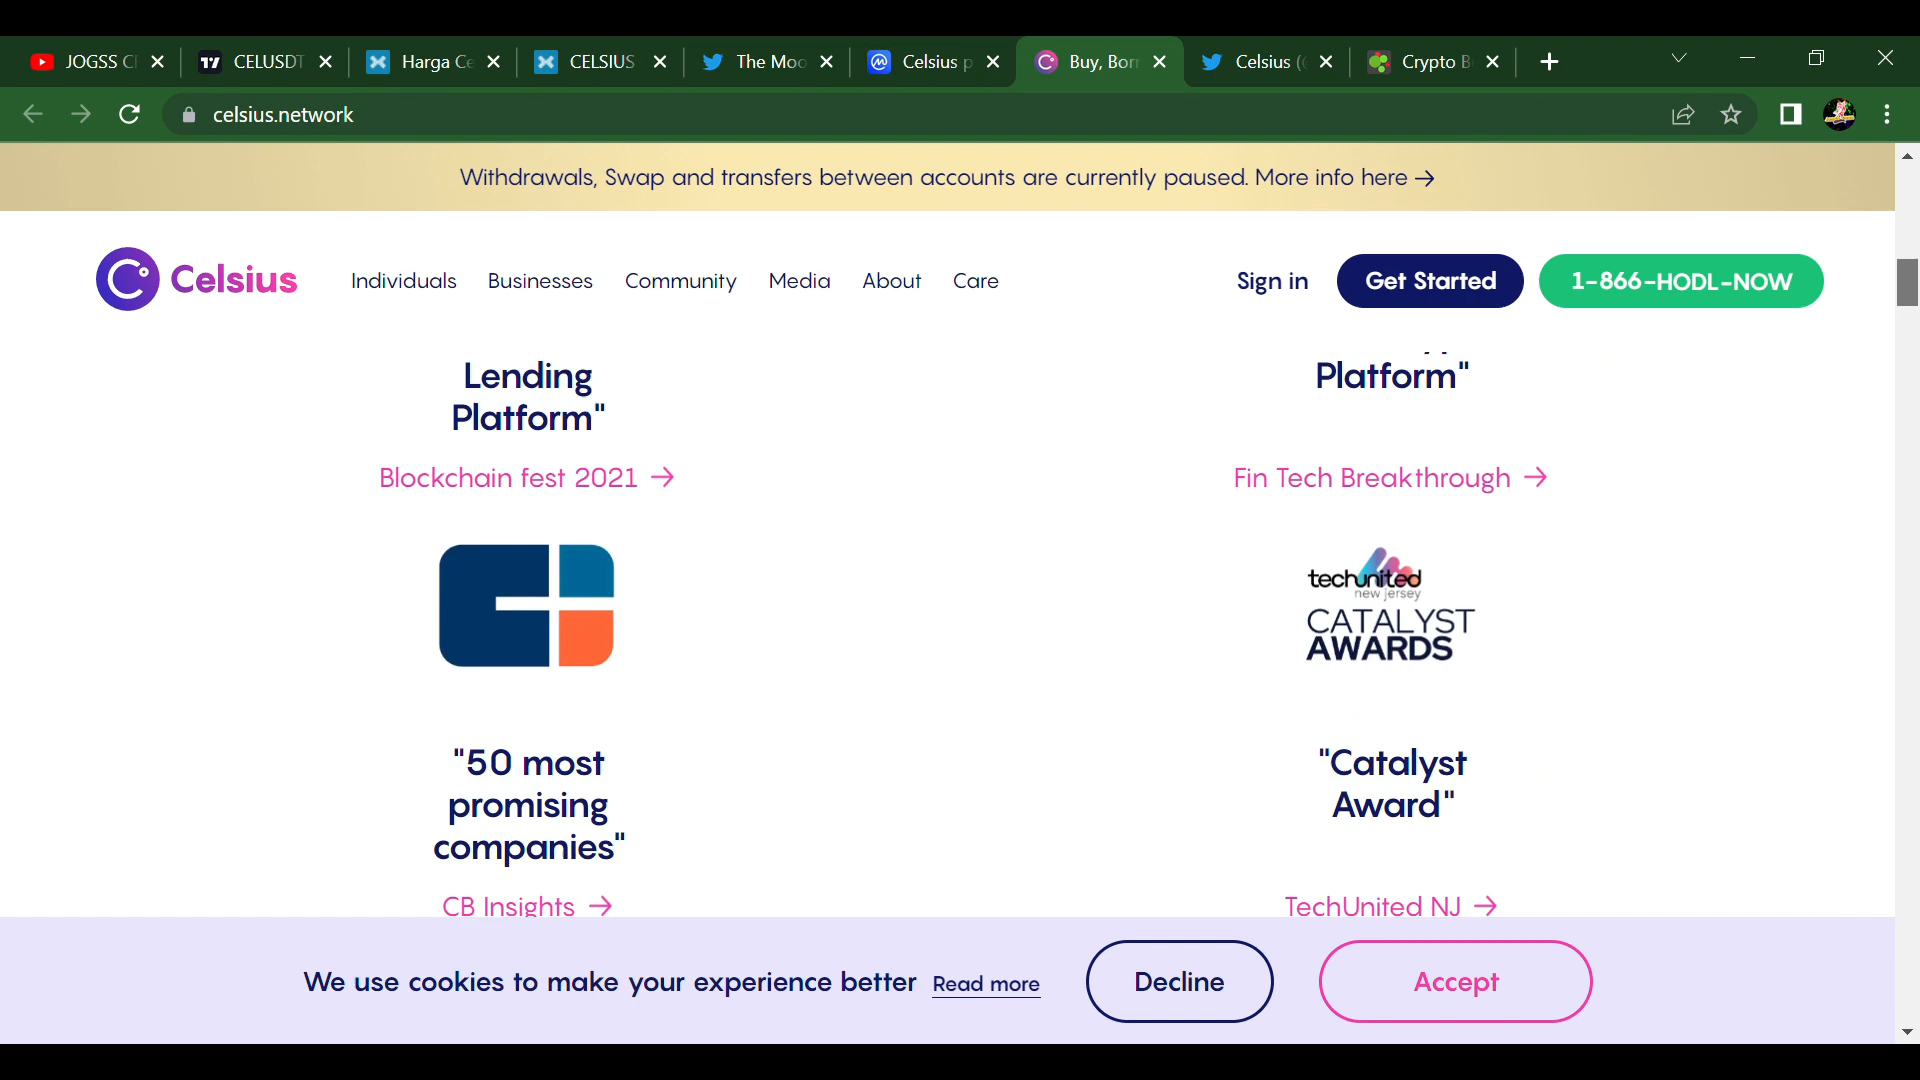 JOGSS C
CELUSDT
Harga Ce
CELSIUS
The Moo
Celsius p
Buy, Bor
Celsius (
Crypto B
celsius.network
Withdrawals, Swap and transfers between accounts are currently paused. More info here →
Celsius
Individuals
Businesses
Community
Media
About
Care
Sign in
Get Started
1-866-HODL-NOW
Lending
Platform"
Platform"
Blockchain fest 2021 →
Fin Tech Breakthrough →
techunited
new jersey
CATALYST
AWARDS
"50 most
promising
companies"
"Catalyst
Award"
CB Insights →
TechUnited NJ →
We use cookies to make your experience better Read more
Decline
Accept